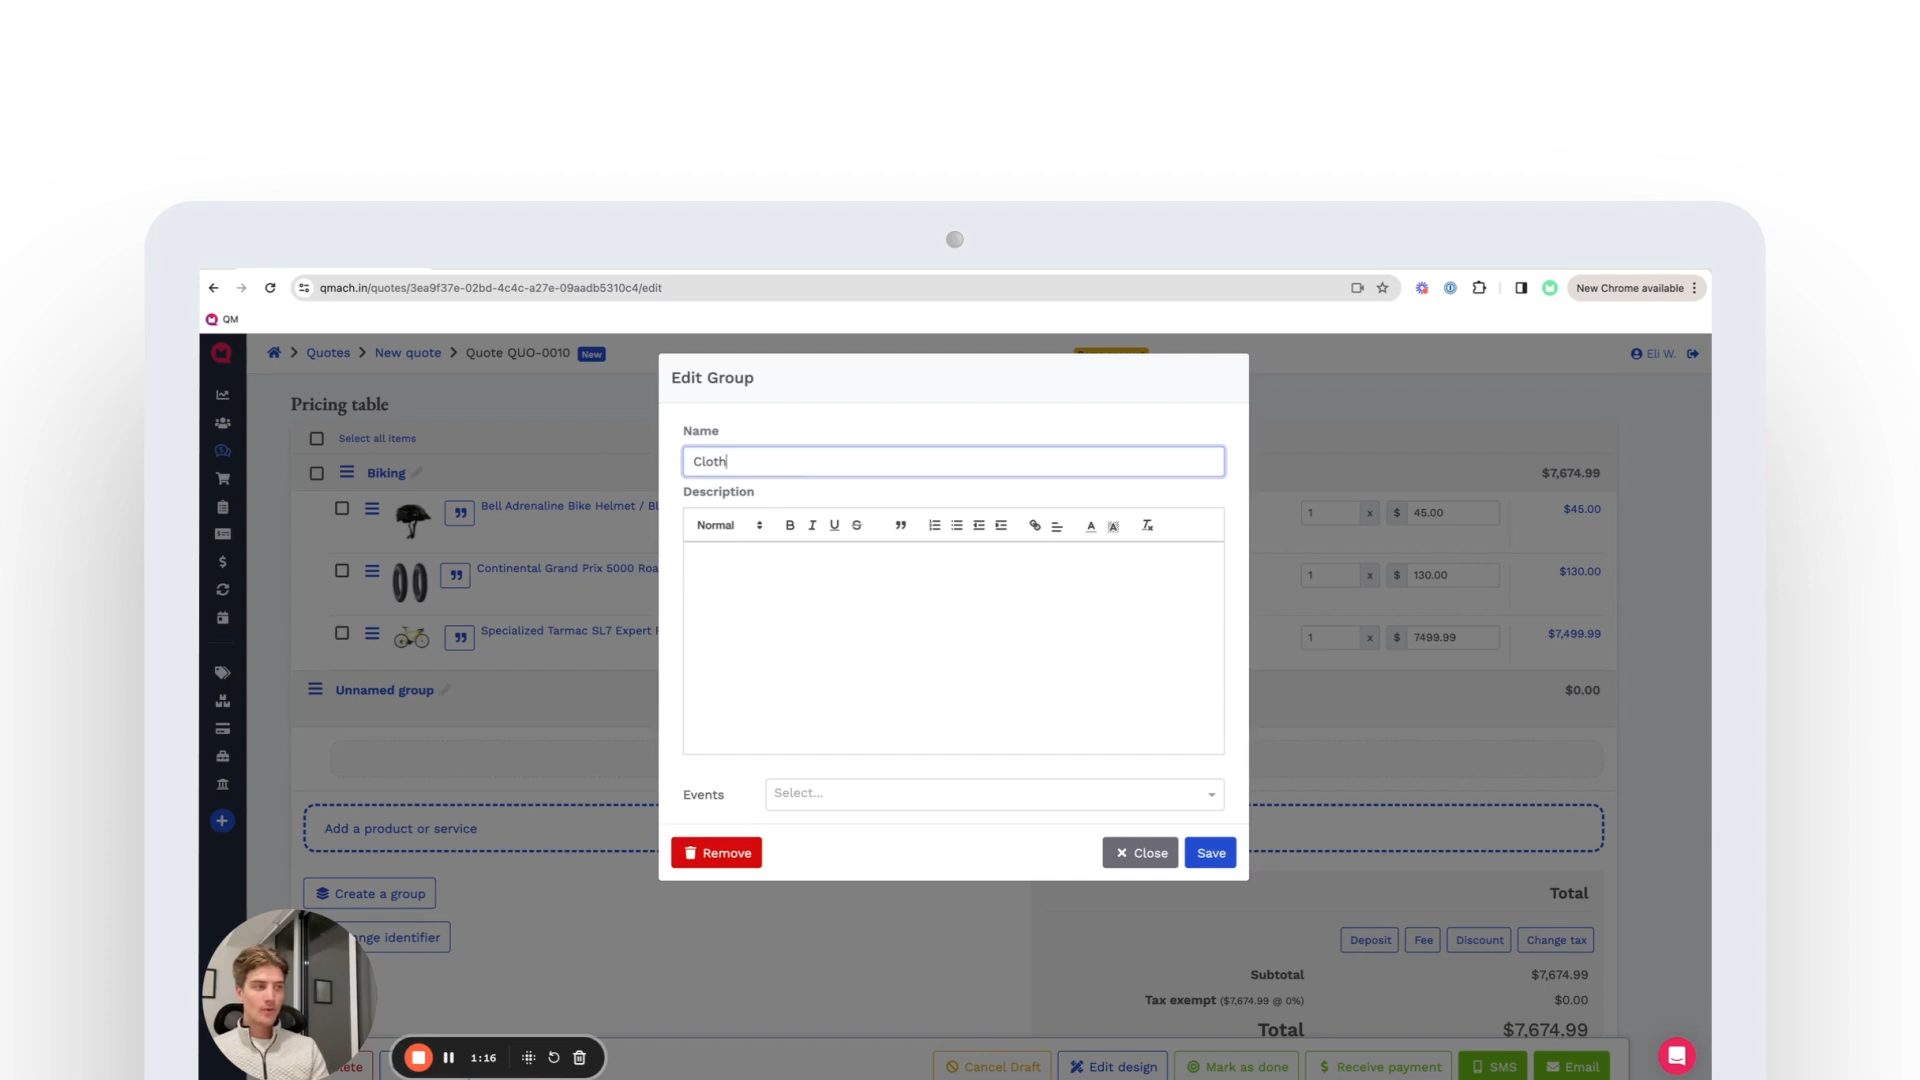 qmach.in/quotes/3ea9f37e-02bd-4c4c-a27e-09aadb5310c4/edit
New Chrome available
QM
Quotes
New quote
Quote QUO-0010
New
Eli W.
Edit Group
Pricing table
Name
Select all items
Cloth
Biking
$7,674.99
Description
Bell Adrenaline Bike Helmet / Bl
1
x
$
45.00
$45.00
Normal
Continental Grand Prix 5000 Roa
1
x
$
130.00
$130.00
Specialized Tarmac SL7 Expert
1
x
$
7499.99
$7,499.99
Unnamed group
$0.00
Events
Select...
Add a product or service
Remove
Close
Save
Create a group
Total
nge identifier
Deposit
Fee
Discount
Change tax
Subtotal
$7,674.99
Tax exempt ($7,674.99 @ 0%)
$0.00
Total
$7,674.99
1:16
Cancel Draft
Edit design
Mark as done
Receive payment
SMS
Email